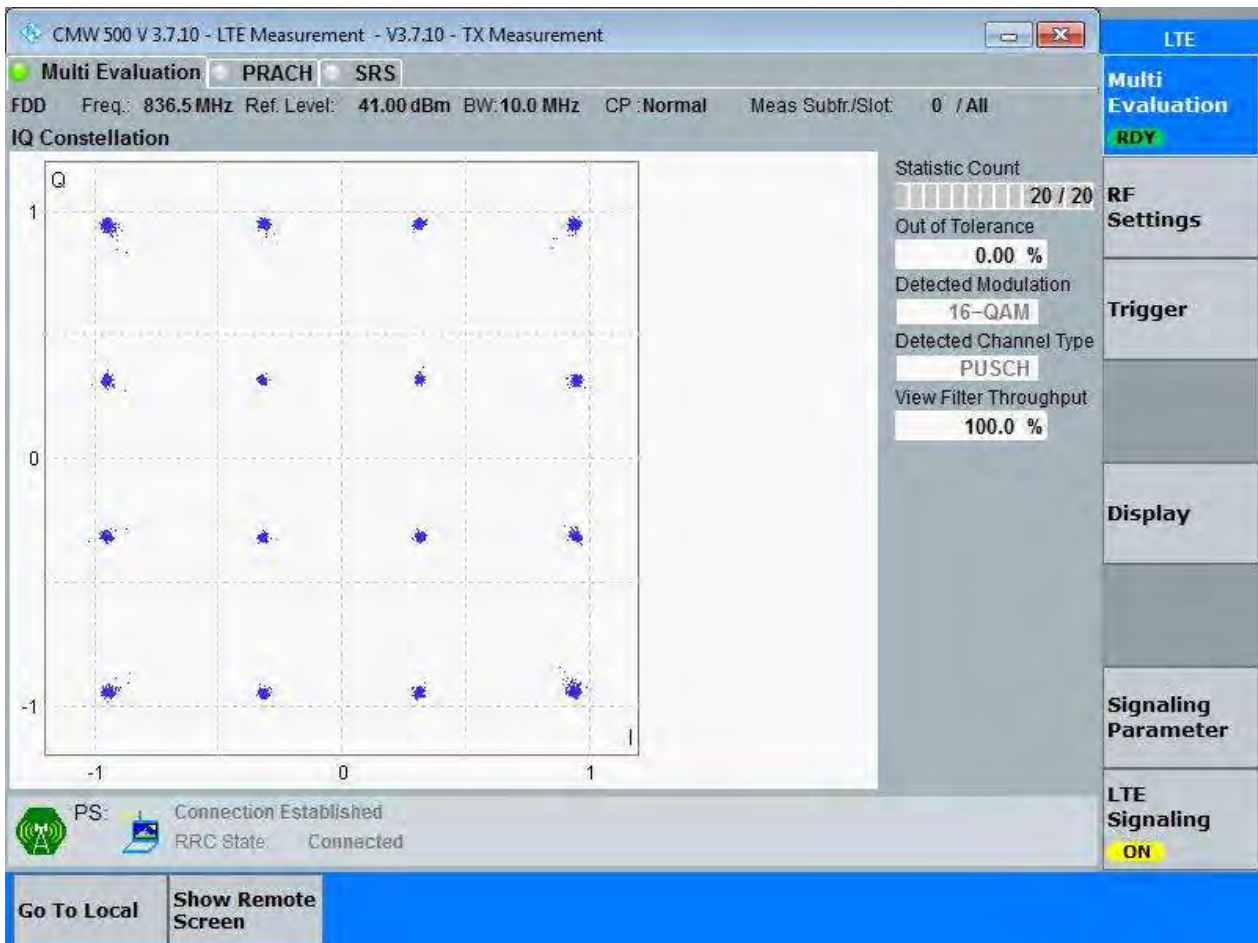 CMW 500 V 3.7.10 - LTE Measurement - V3.7.10 - TX Measurement
LTE
Multi Evaluation PRACH SRS
FDD Freq.: 836.5 MHz Ref. Level: 41.00 dBm BW: 10.0 MHz CP : Normal Meas Subfr./Slot: 0 / All
IQ Constellation
Q
1
0
-1
-1 0 1
I
Statistic Count
20 / 20
Out of Tolerance
0.00 %
Detected Modulation
16-QAM
Detected Channel Type
PUSCH
View Filter Throughput
100.0 %
Multi
Evaluation
RDY
RF
Settings
Trigger
Display
Signaling
Parameter
LTE
Signaling
ON
PS: Connection Established
RRC State: Connected
Go To Local
Show Remote
Screen